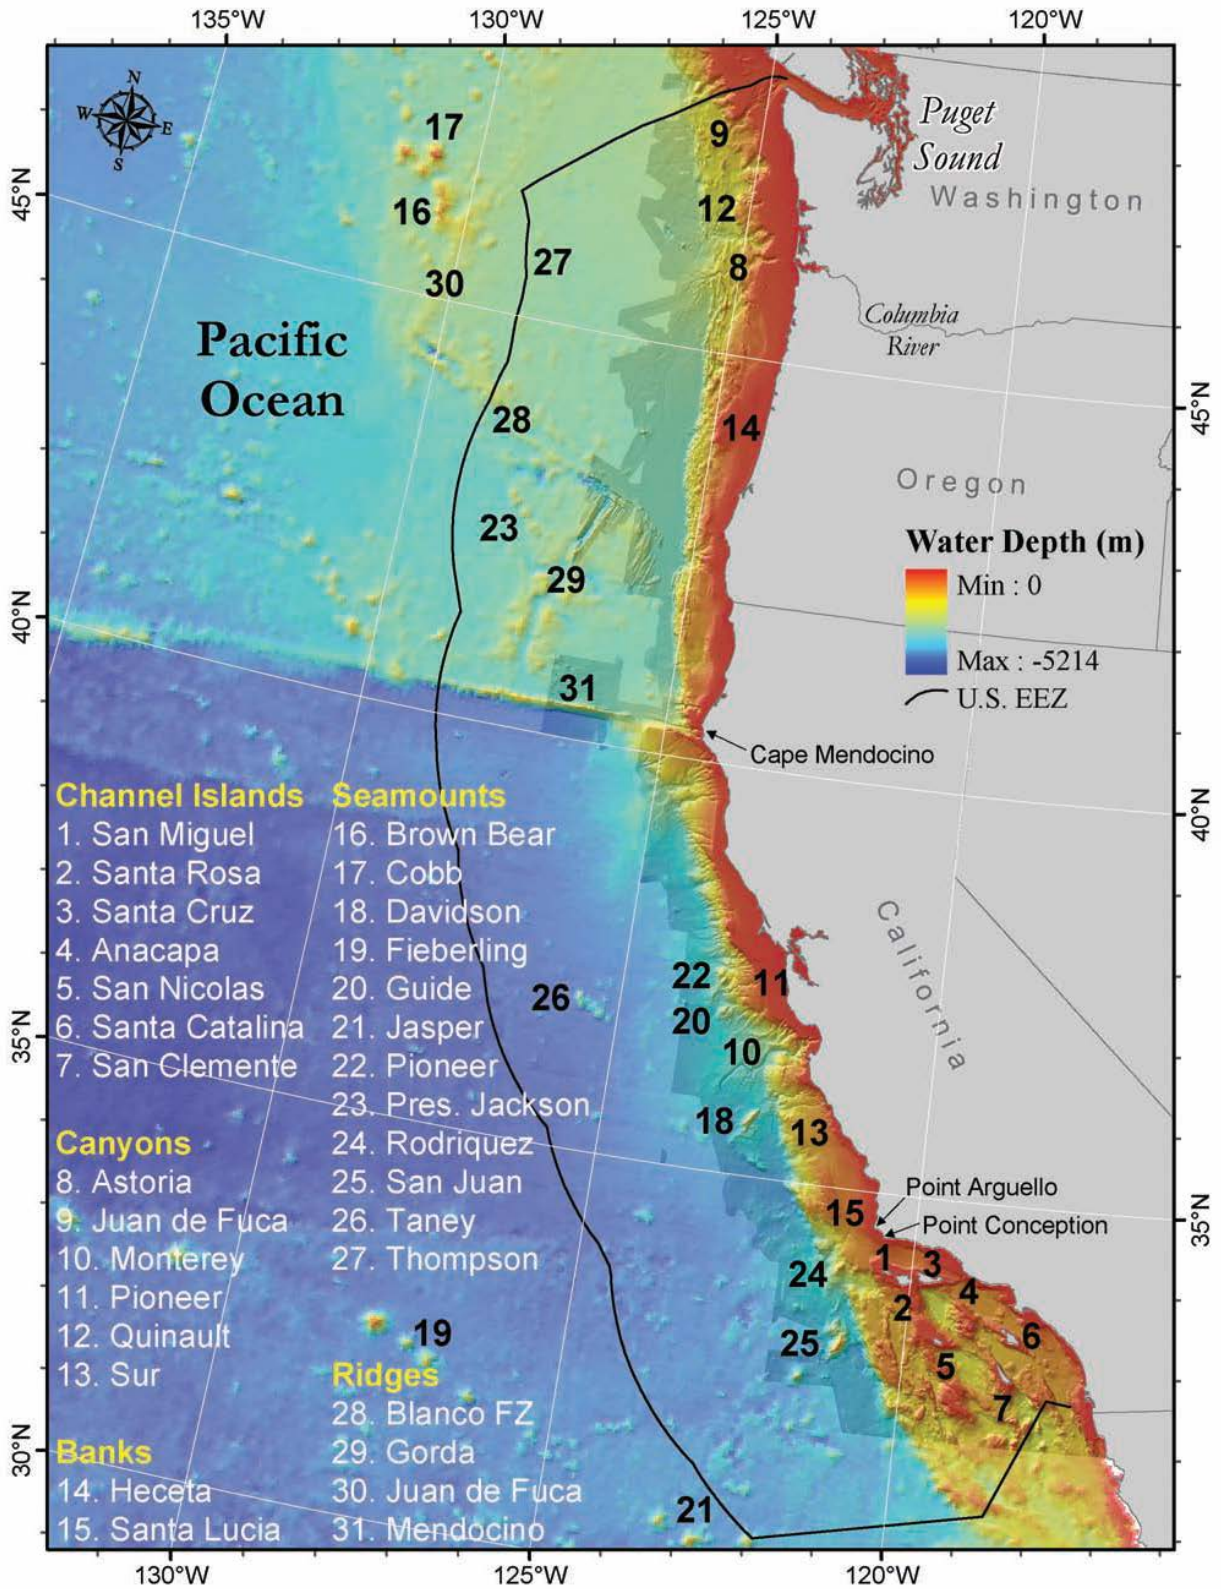 135°W 130°W 125°W 120°W
N
W E
S
17
9
Puget
Sound
Washington
45°N
16
12
27
8
30
Columbia
River
Pacific
Ocean
28
14
45°N
Oregon
23
Water Depth (m)
29
Min : 0
40°N
Max : -5214
31
U.S. EEZ
Cape Mendocino
40°N
Channel Islands
1. San Miguel
2. Santa Rosa
3. Santa Cruz
4. Anacapa
5. San Nicolas
6. Santa Catalina
7. San Clemente
Canyons
8. Astoria
9. Juan de Fuca
10. Monterey
11. Pioneer
12. Quinault
13. Sur
Banks
14. Heceta
15. Santa Lucia
Seamounts
16. Brown Bear
17. Cobb
18. Davidson
19. Fieberling
20. Guide
21. Jasper
22. Pioneer
23. Pres. Jackson
24. Rodriquez
25. San Juan
26. Taney
27. Thompson
Ridges
28. Blanco FZ
29. Gorda
30. Juan de Fuca
31. Mendocino
California
22
11
26
20
35°N
10
18
13
Point Arguello
15
Point Conception
35°N
1
3
24
4
2
19
6
25
5
7
30°N
21
130°W 125°W 120°W